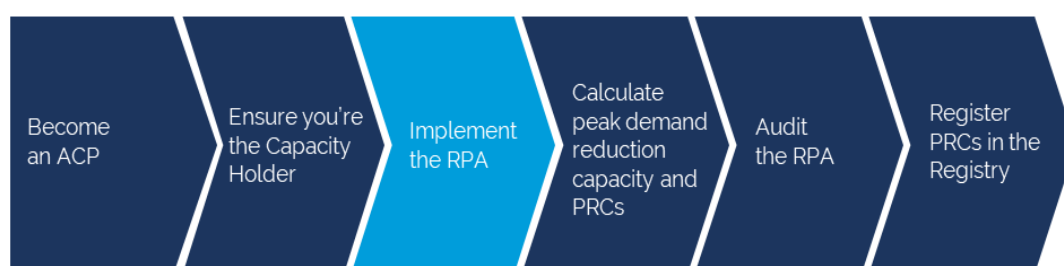 Become
an ACP
Ensure you're
the Capacity
Holder
Implement
the RPA
Calculate
peak demand
reduction
capacity and
PRCs
Audit
the RPA
Register
PRCs in the
Registry